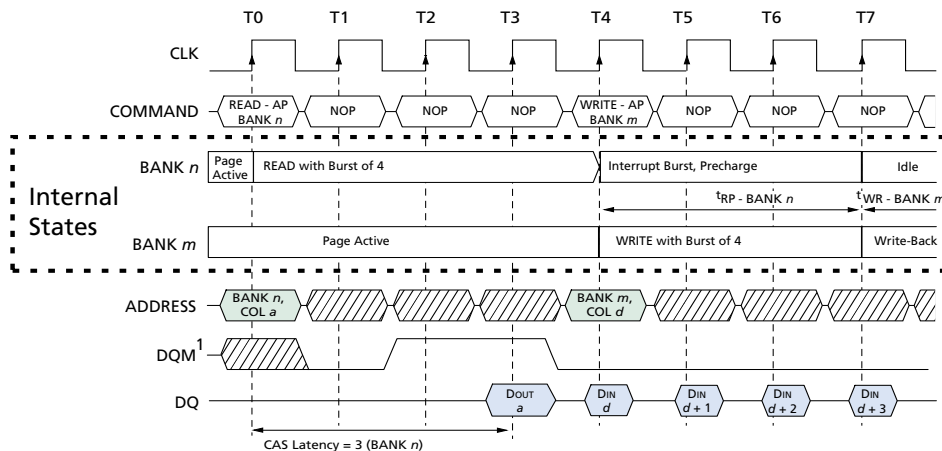 T0 T1 T2 T3 T4 T5 T6 T7
CLK
COMMAND
READ - AP
BANK n
NOP
NOP
NOP
WRITE - AP
BANK m
NOP
NOP
NOP
Internal
States
BANK n
Page
Active
READ with Burst of 4
Interrupt Burst, Precharge
Idle
tRP - BANK n
tWR - BANK m
BANK m
Page Active
WRITE with Burst of 4
Write-Back
ADDRESS
BANK n,
COL a
BANK m,
COL d
DQM1
DQ
DOUT
a
DIN
d
DIN
d + 1
DIN
d + 2
DIN
d + 3
CAS Latency = 3 (BANK n)